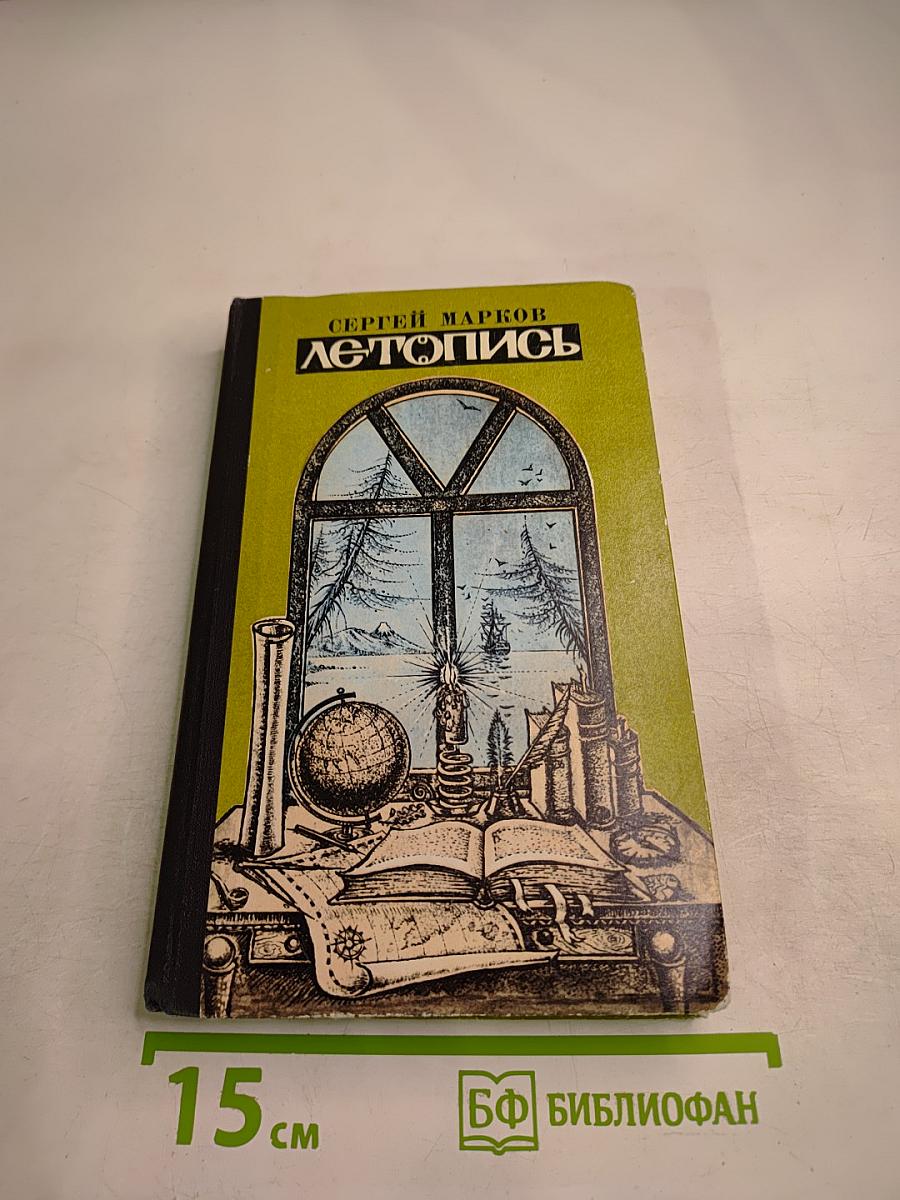 СЕРГЕЙ МАРКОВ
ЛЕТОПИСЬ
15 см
БФ БИБЛИОФАН